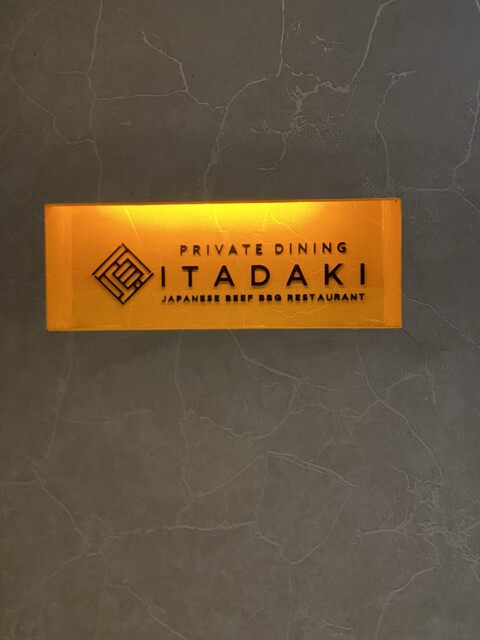 PRIVATE DINING
ITADAKI
JAPANESE BEEF BBQ RESTAURANT